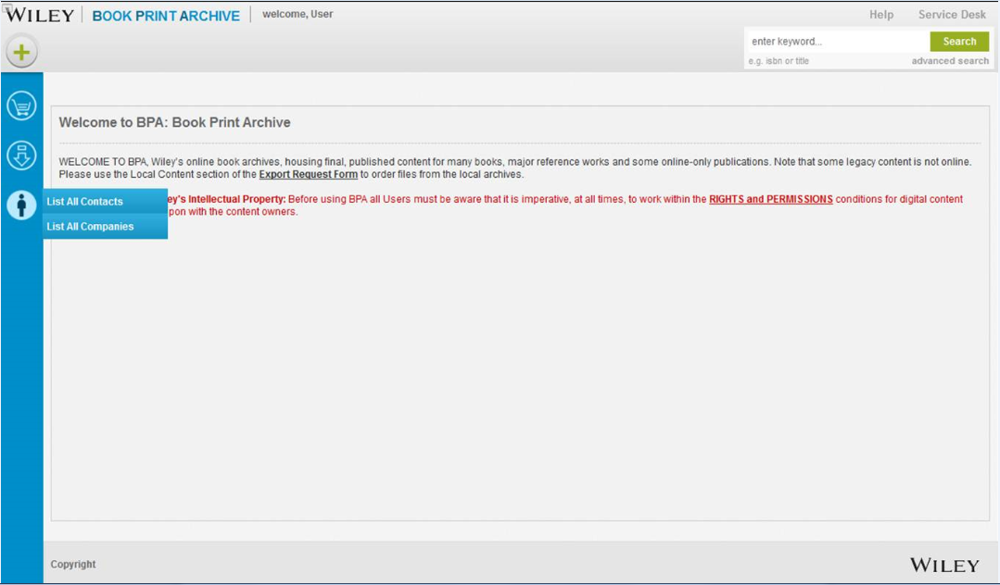 WILEY BOOK PRINT ARCHIVE welcome, User Help Service Desk
enter keyword... Search
e.g. isbn or title advanced search
Welcome to BPA: Book Print Archive
WELCOME TO BPA, Wiley's online book archives, housing final, published content for many books, major reference works and some online-only publications. Note that some legacy content is not online.
Please use the Local Content section of the Export Request Form to order files from the local archives.
List All Contacts
ey's Intellectual Property: Before using BPA all Users must be aware that it is imperative, at all times, to work within the RIGHTS and PERMISSIONS conditions for digital content
pon with the content owners.
List All Companies
Copyright WILEY